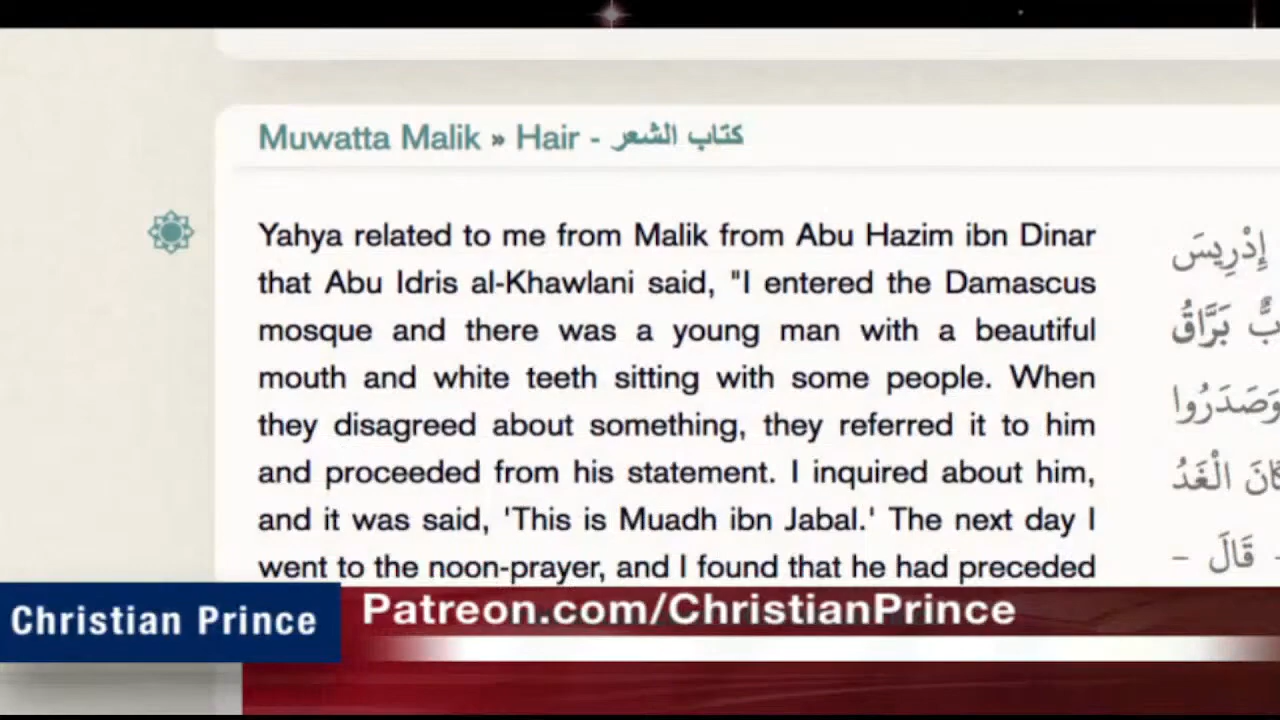 Muwatta Malik » Hair - كتاب الشعر
Yahya related to me from Malik from Abu Hazim ibn Dinar
that Abu Idris al-Khawlani said, "I entered the Damascus
mosque and there was a young man with a beautiful
mouth and white teeth sitting with some people. When
they disagreed about something, they referred it to him
and proceeded from his statement. I inquired about him,
and it was said, 'This is Muadh ibn Jabal.' The next day I
went to the noon-prayer, and I found that he had preceded
إِدْرِيسَ
بَرَّاقُ
الْغَدُ
قَالَ -
Christian Prince
Patreon.com/ChristianPrince